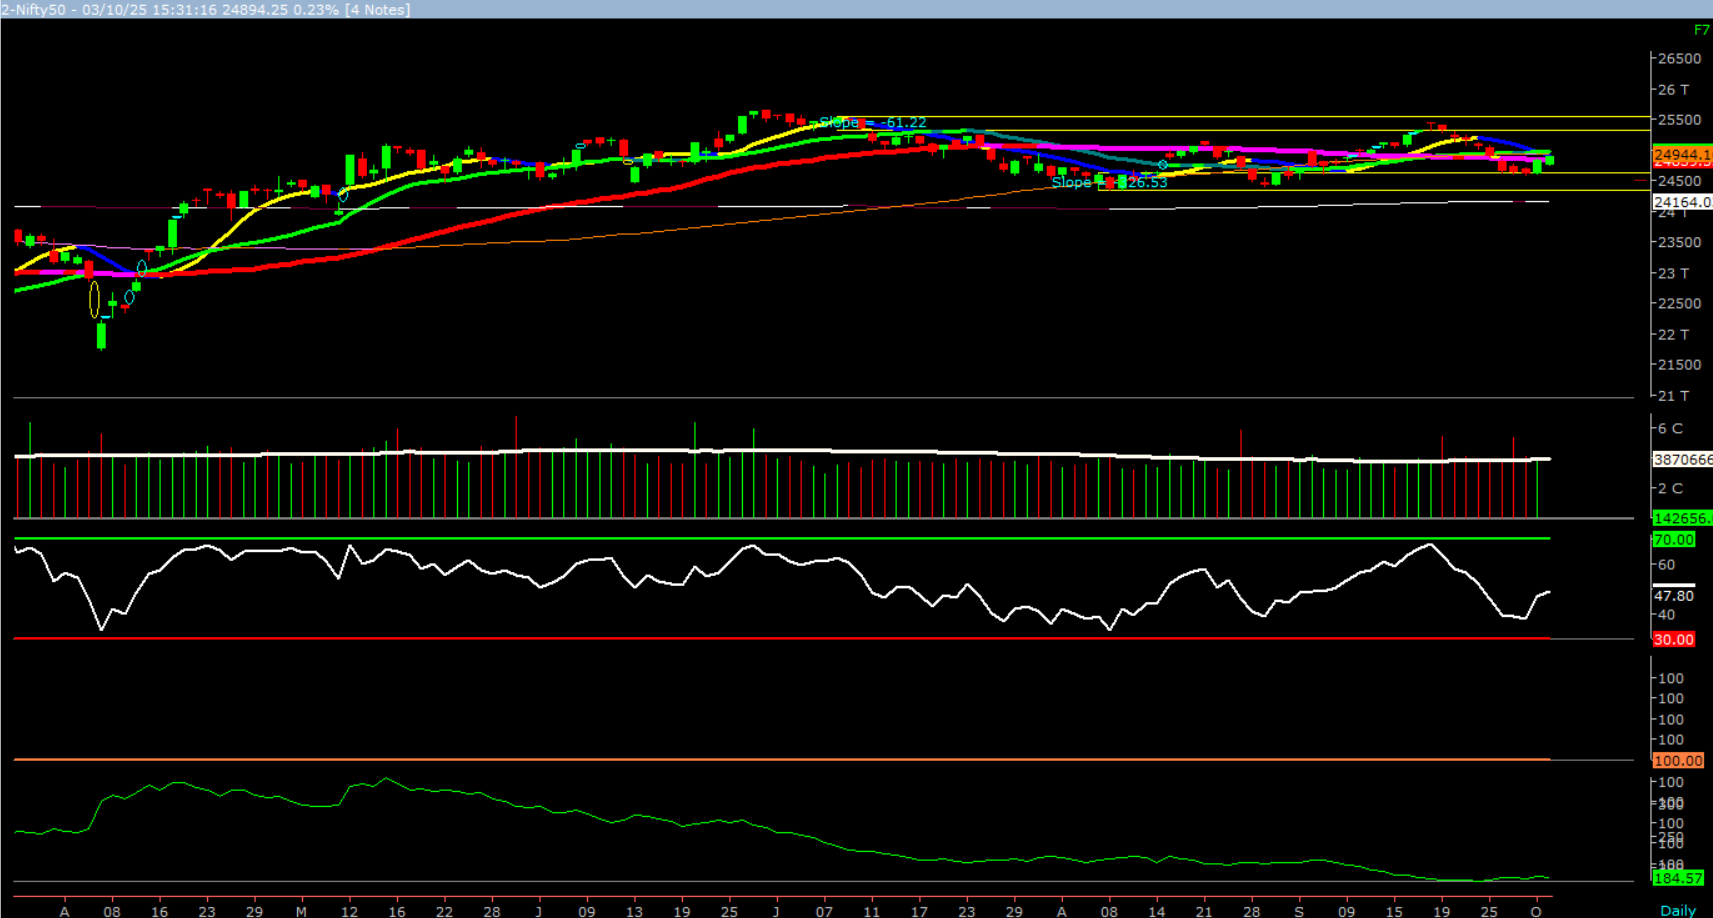 2-Nifty50 - 03/10/25 15:31:16 24894.25 0.23% [4 Notes]
F7
26500
26 T
25500
24944.1
24500
24164.0
24 T
23500
23 T
22500
22 T
21500
21 T
Slope = -61.22
Slope = -26.53
6 C
3870666
2 C
142656.
70.00
60
47.80
40
30.00
100
100
100
100
100.00
100
100
250
184.57
A 08 16 23 29 M 12 16 22 28 J 09 13 19 25 J 07 11 17 23 29 A 08 14 21 28 S 09 15 19 25 O
Daily